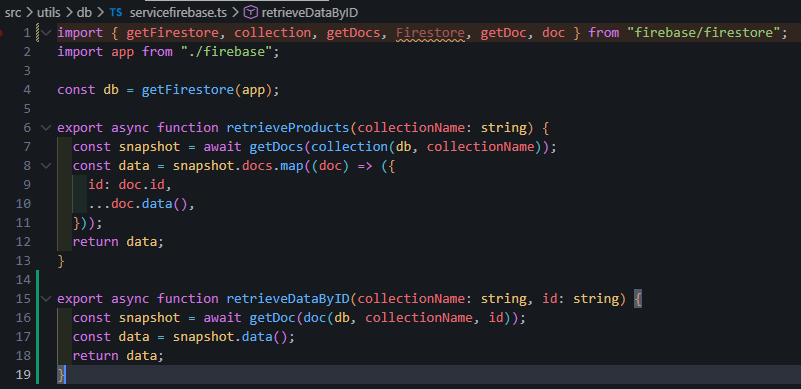 src > utils > db > TS servicefirebase.ts > retrieveDataByID
1 import { getFirestore, collection, getDocs, Firestore, getDoc, doc } from "firebase/firestore";
2 import app from "./firebase";
3
4 const db = getFirestore(app);
5
6 export async function retrieveProducts(collectionName: string) {
7 const snapshot = await getDocs(collection(db, collectionName));
8 const data = snapshot.docs.map((doc) => ({
9 id: doc.id,
10 ...doc.data(),
11 }));
12 return data;
13 }
14
15 export async function retrieveDataByID(collectionName: string, id: string) {
16 const snapshot = await getDoc(doc(db, collectionName, id));
17 const data = snapshot.data();
18 return data;
19 }